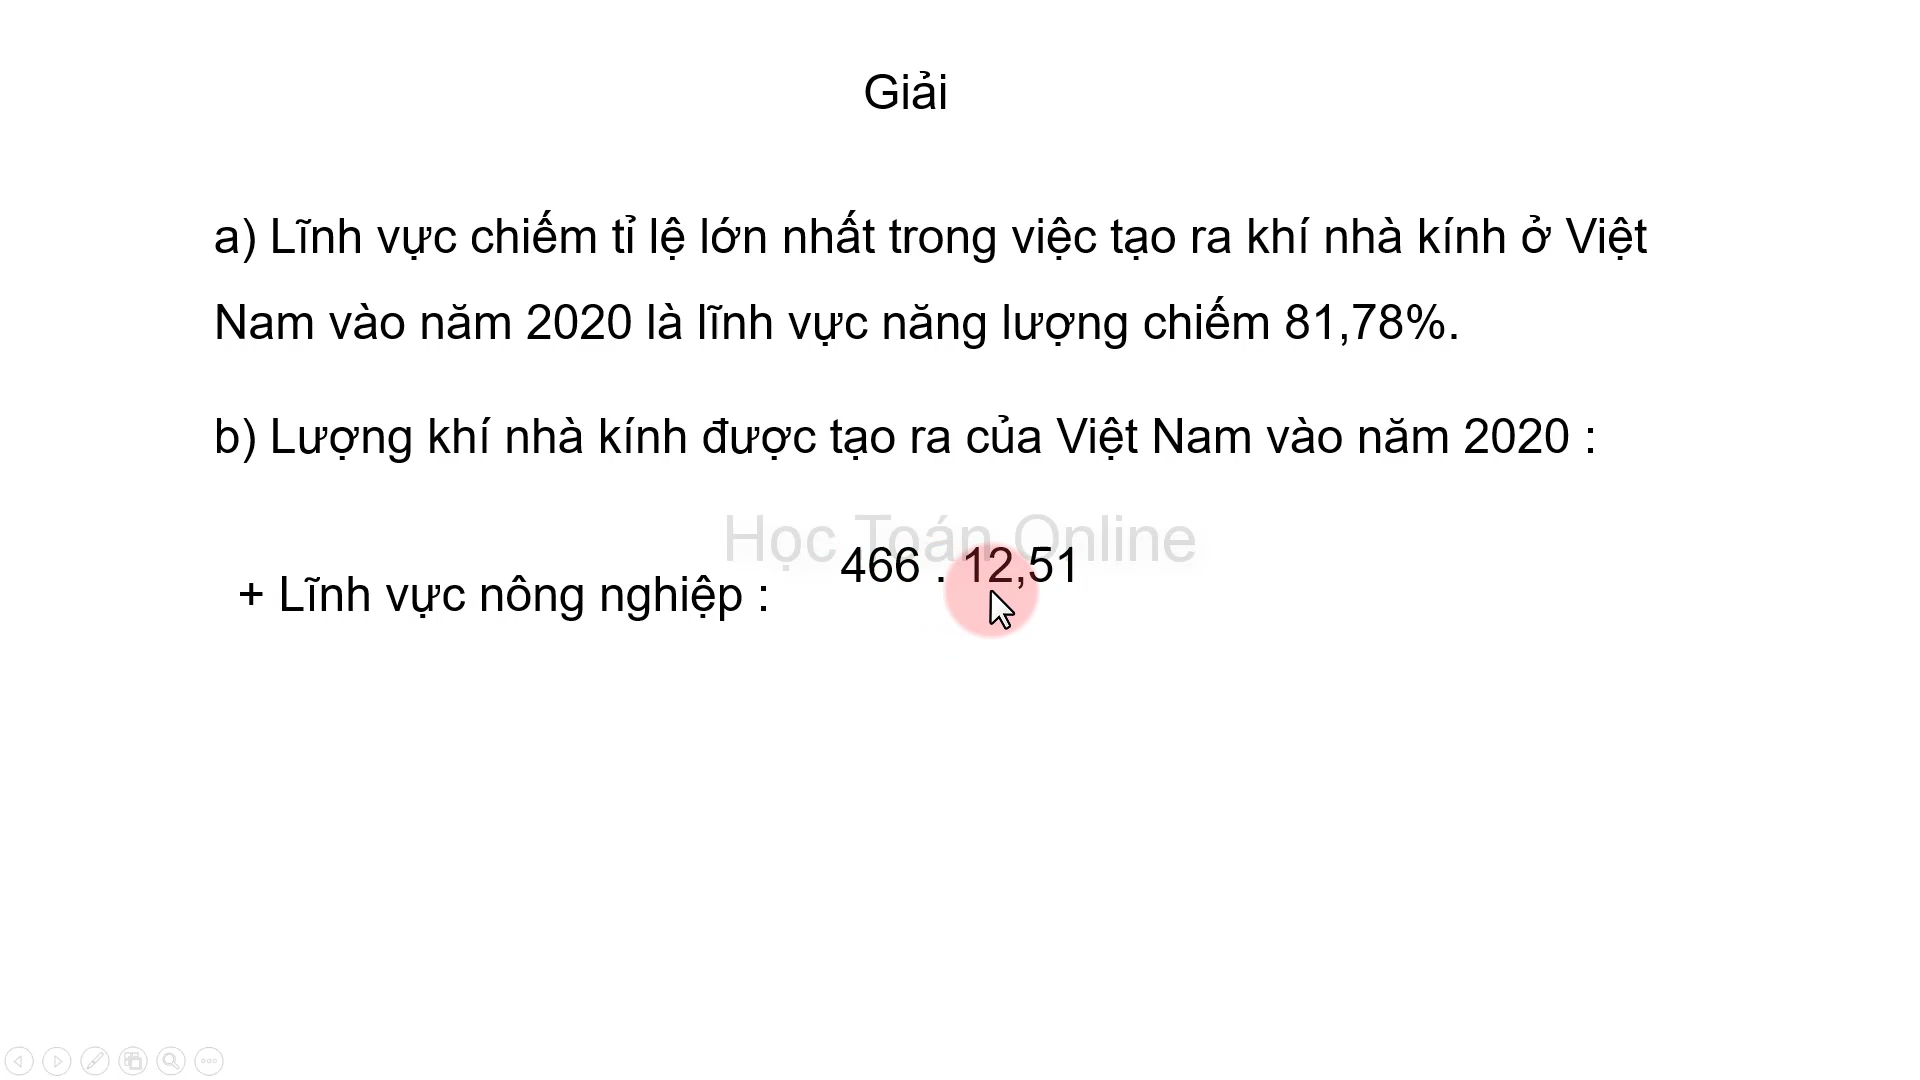 Giải
a) Lĩnh vực chiếm tỉ lệ lớn nhất trong việc tạo ra khí nhà kính ở Việt
Nam vào năm 2020 là lĩnh vực năng lượng chiếm 81,78%.
b) Lượng khí nhà kính được tạo ra của Việt Nam vào năm 2020 :
Học Toán Online
466 . 12,51
+ Lĩnh vực nông nghiệp :